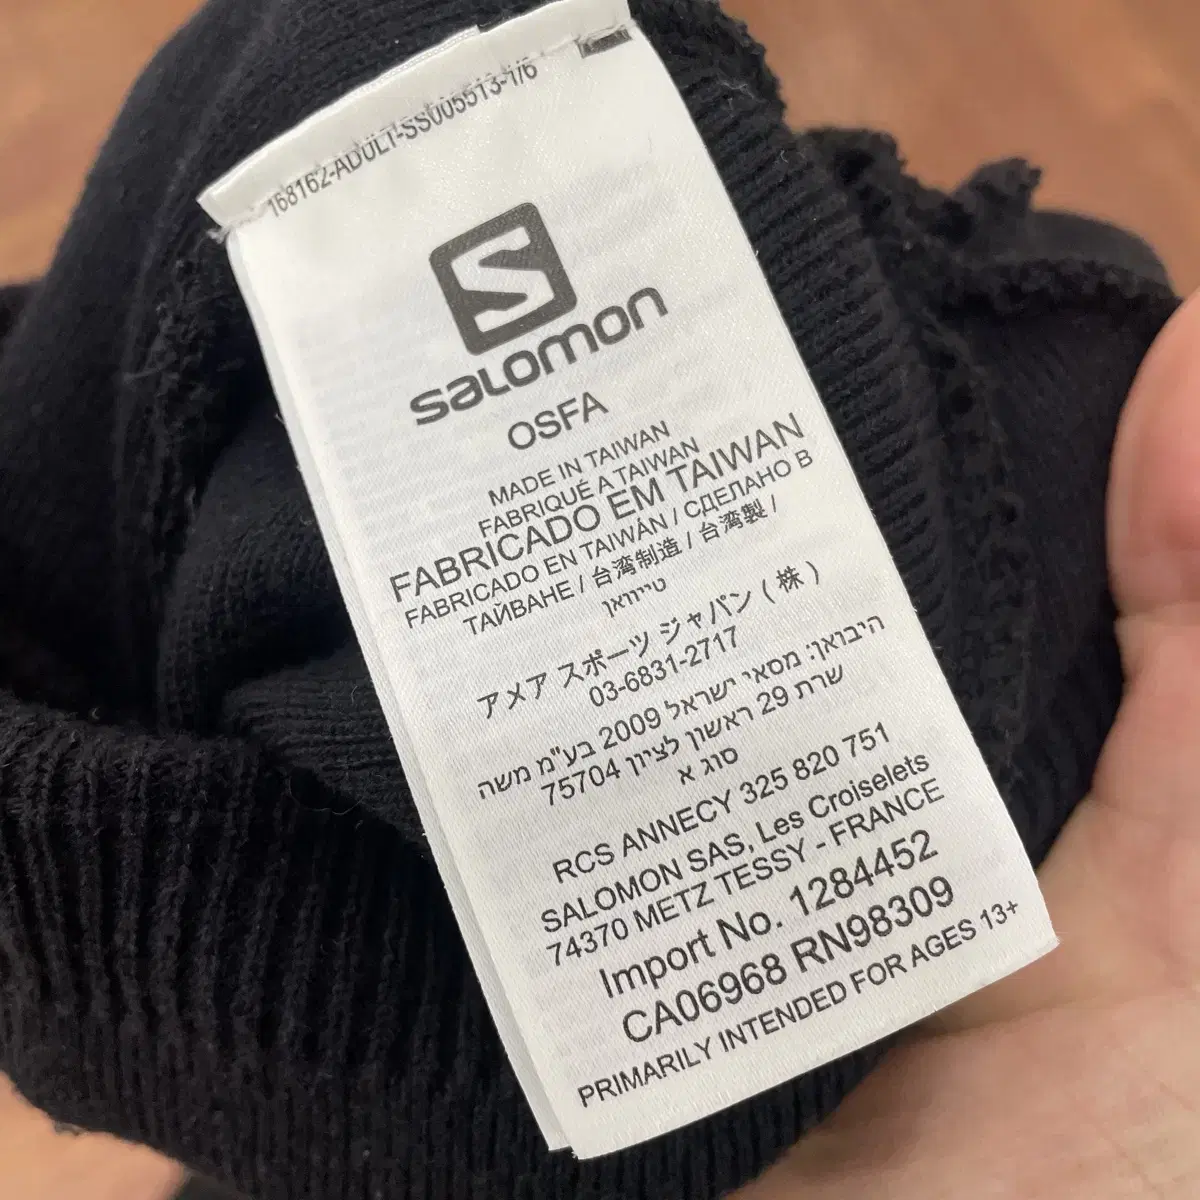 168162-ADULT-SS005513-1/6
S
SALOMON
OSFA
MADE IN TAIWAN
FABRIQUÉ A TAIWAN
FABRICADO EM TAIWAN
FABRICADO EN TAIWÁN / СДЕЛАНО В
ТАЙВАНЕ / 台湾制造 / 台湾製 /
טייוואן
アメア スポーツ ジャパン ( 株 )
03-6831-2717
היבואן: מסאי ישראל 2009 בע"מ משה
שרת 29 ראשון לציון 75704
סוג א
RCS ANNECY 325 820 751
SALOMON SAS, Les Croiselets
74370 METZ TESSY - FRANCE
Import No. 1284452
CA06968 RN98309
PRIMARILY INTENDED FOR AGES 13+